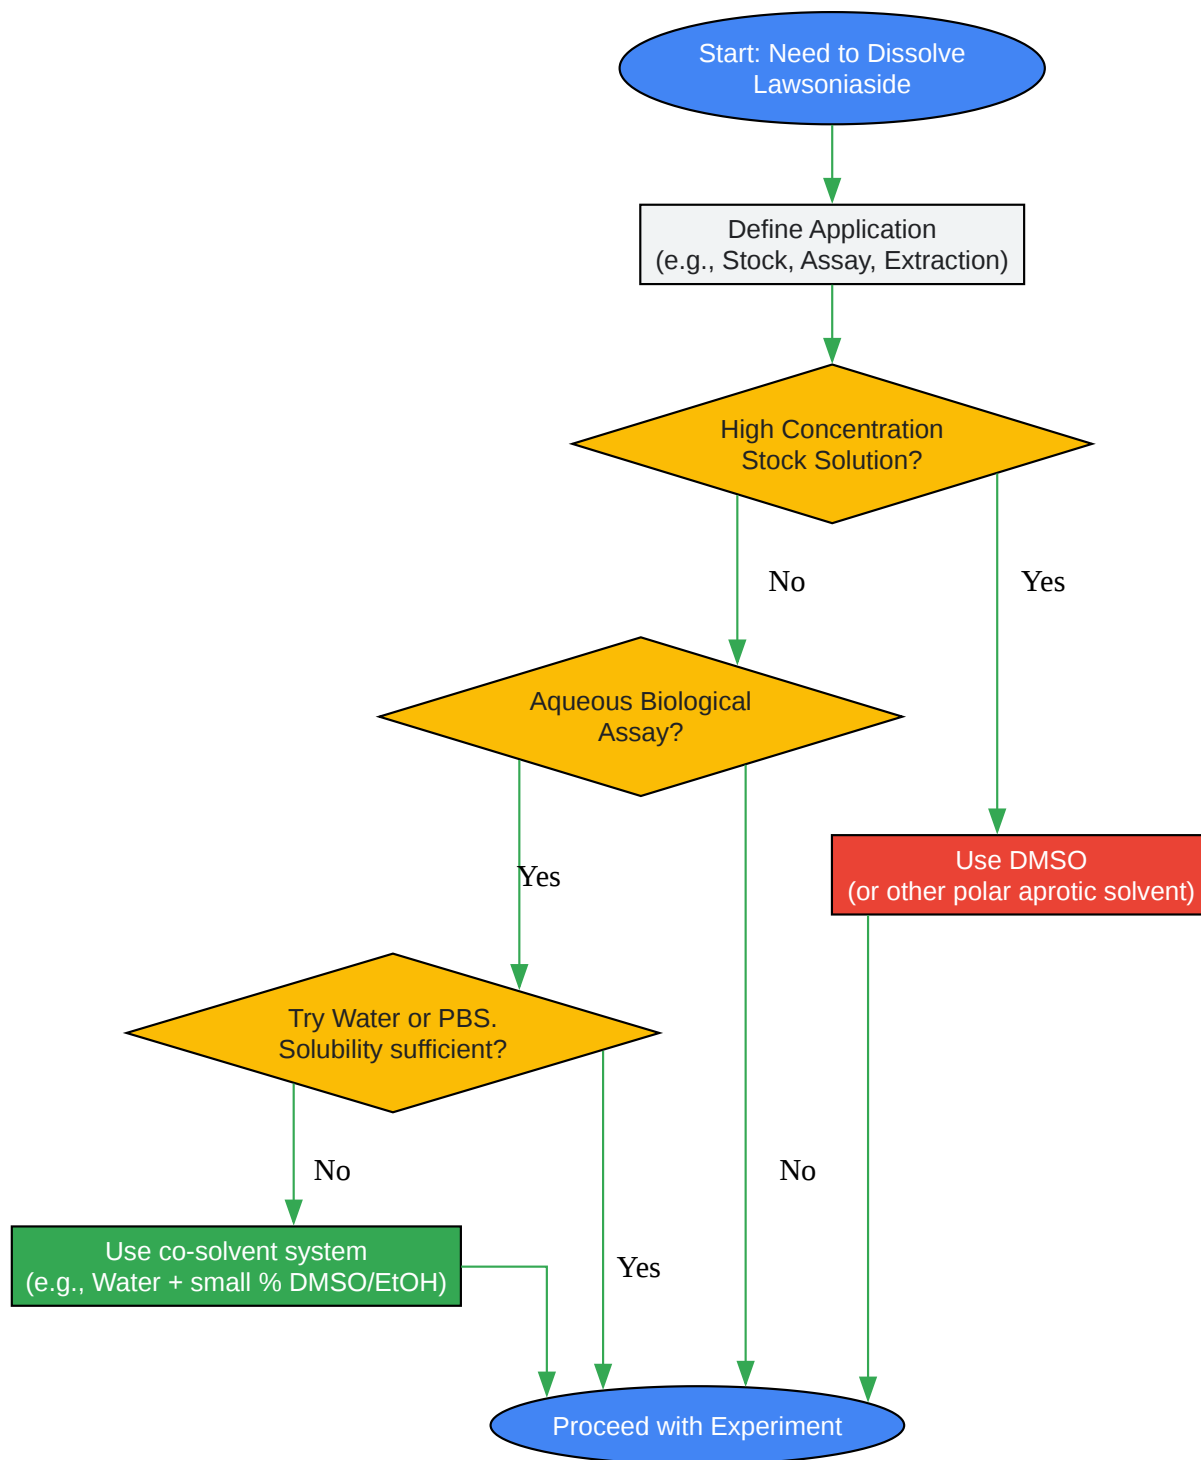 Start: Need to Dissolve
Lawsoniaside
Define Application
(e.g., Stock, Assay, Extraction)
High Concentration
Stock Solution?
No
Yes
Aqueous Biological
Assay?
Use DMSO
(or other polar aprotic solvent)
Yes
Try Water or PBS.
Solubility sufficient?
No
No
Use co-solvent system
(e.g., Water + small % DMSO/EtOH)
Yes
Proceed with Experiment